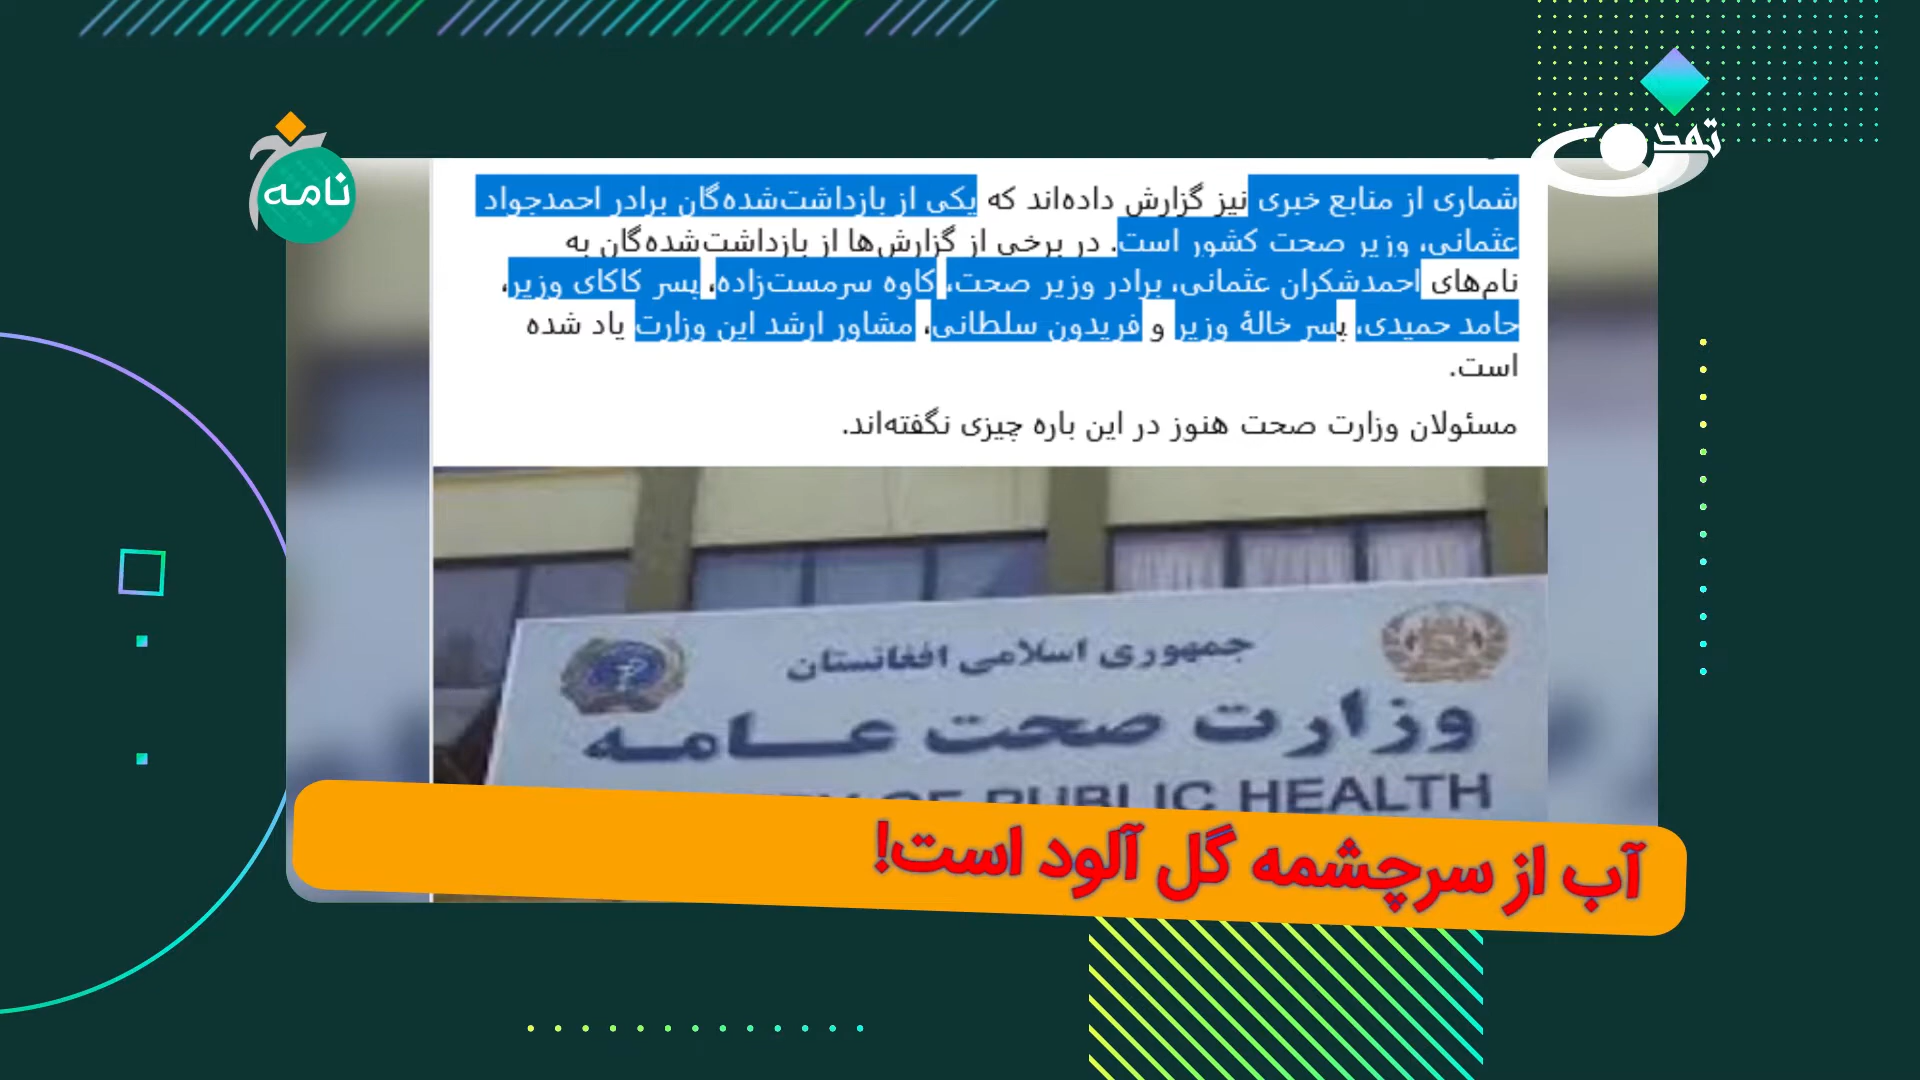 تمدن
نامه
شماری از منابع خبری نیز گزارش داده‌اند که یکی از بازداشت‌شده‌گان برادر احمدجواد
عثمانی، وزیر صحت کشور است. در برخی از گزارش‌ها از بازداشت‌شده‌گان به
نام‌های احمدشکران عثمانی، برادر وزیر صحت، کاوه سرمست‌زاده، پسر کاکای وزیر،
حامد حمیدی، پسر خالهٔ وزیر و فریدون سلطانی، مشاور ارشد این وزارت یاد شده
است.
مسئولان وزارت صحت هنوز در این باره چیزی نگفته‌اند.
جمهوری اسلامی افغانستان
وزارت صحت عامه
OF PUBLIC HEALTH
آب از سرچشمه گل آلود است!